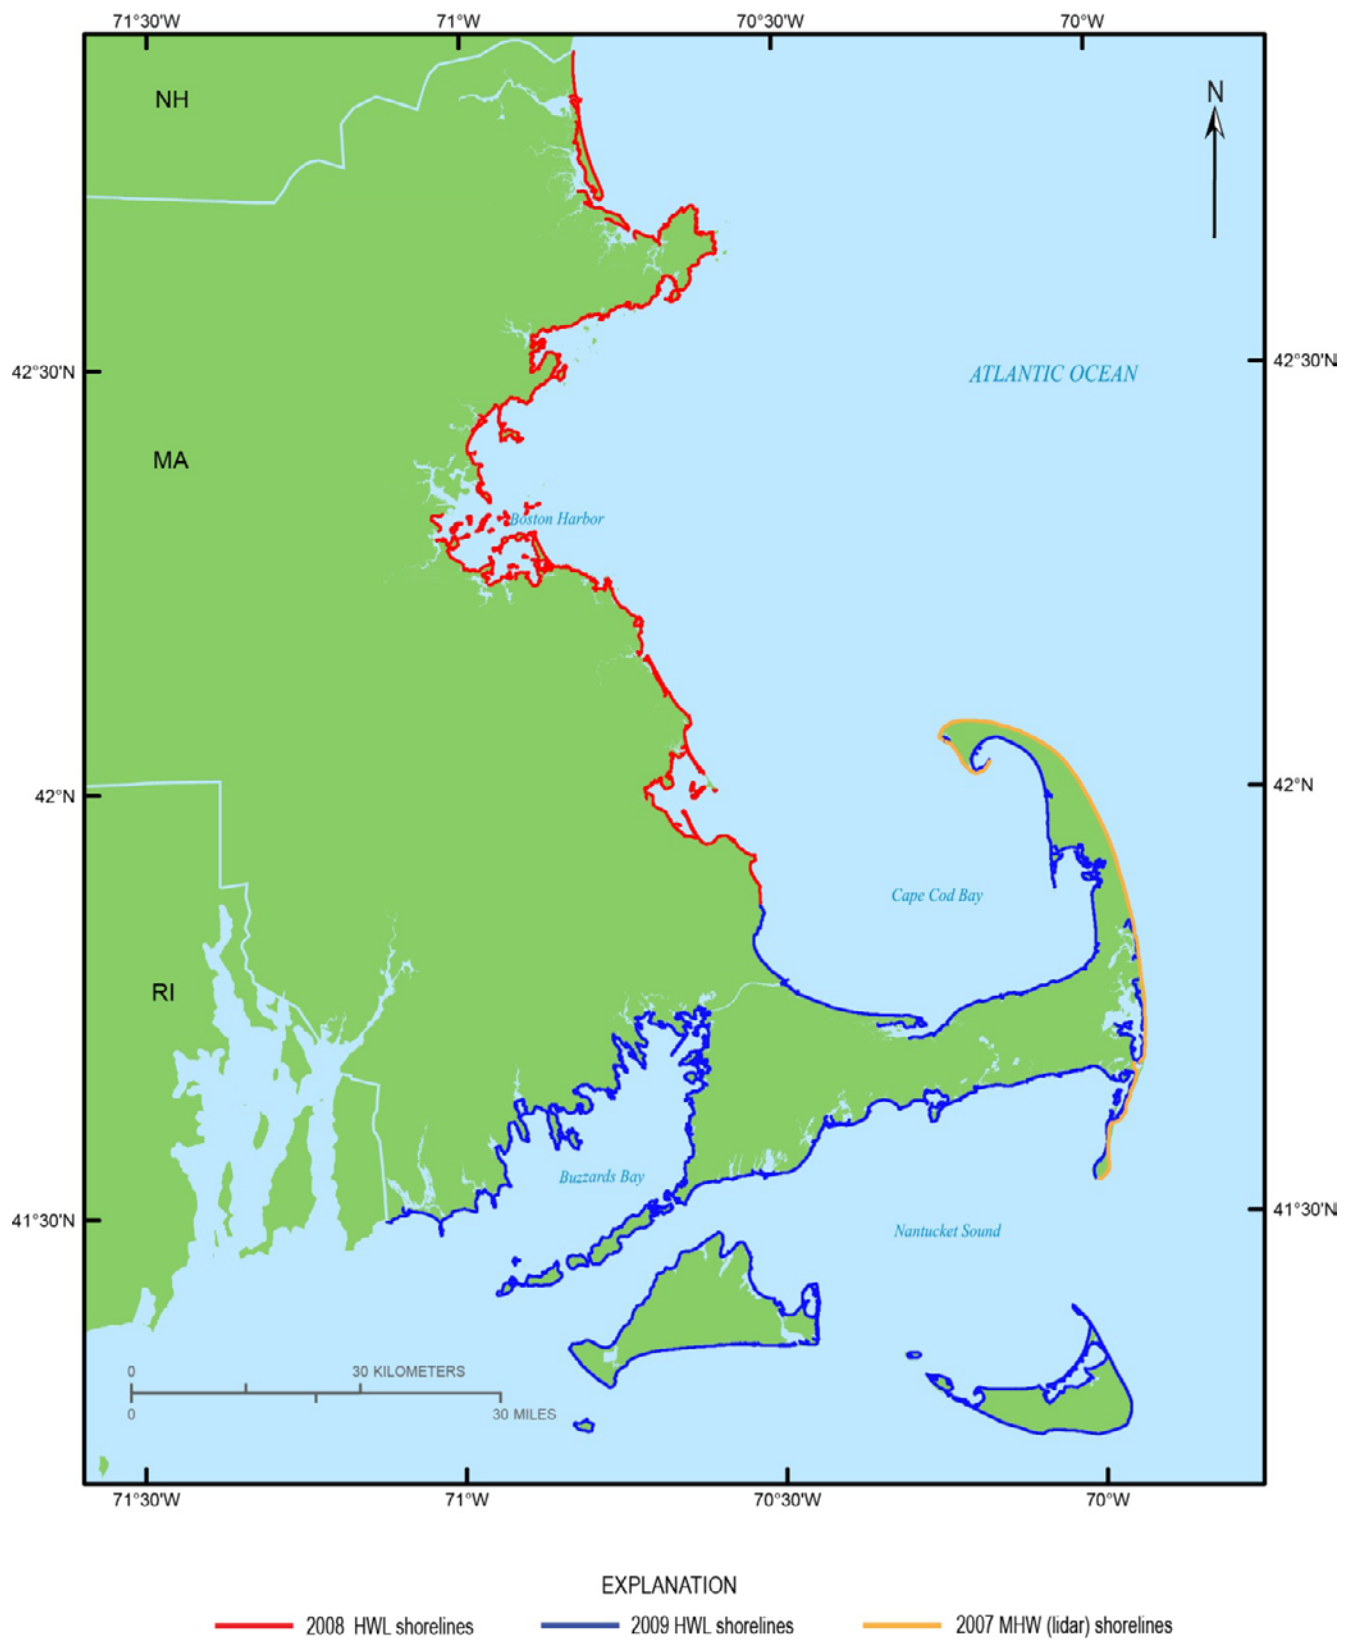 71°30'W 71°W 70°30'W 70°W
NH
N
42°30'N 42°30'N
ATLANTIC OCEAN
MA
Boston Harbor
42°N 42°N
Cape Cod Bay
RI
Buzzards Bay
41°30'N 41°30'N
Nantucket Sound
0 30 KILOMETERS
0 30 MILES
71°30'W 71°W 70°30'W 70°W
EXPLANATION
2008 HWL shorelines 2009 HWL shorelines 2007 MHW (lidar) shorelines